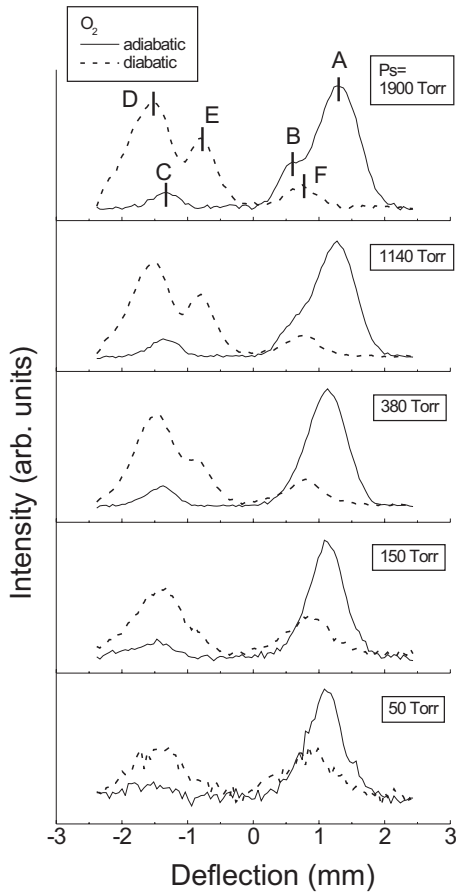 O2
adiabatic
diabatic
A
Ps=
1900 Torr
D
E
B
C
F
1140 Torr
380 Torr
150 Torr
50 Torr
Intensity (arb. units)
-3 -2 -1 0 1 2 3
Deflection (mm)